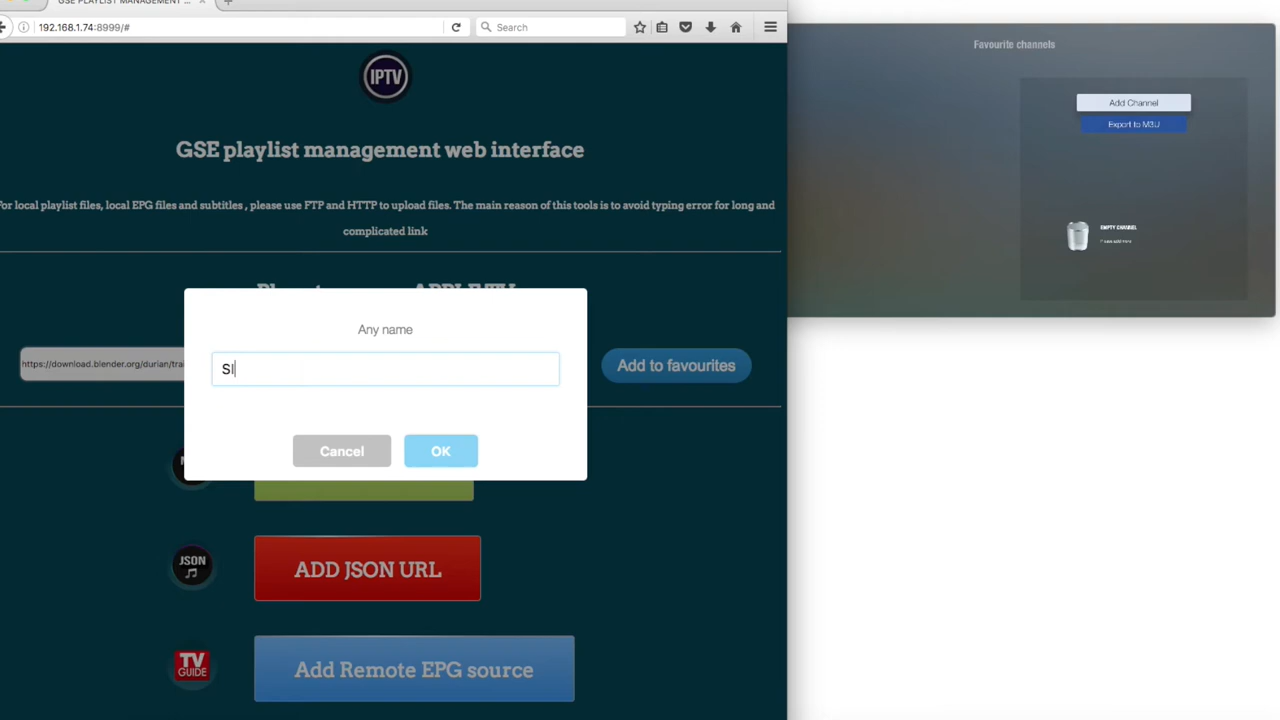 GSE PLAYLIST MANAGEMENT ...
192.168.1.74:8999/#
Search
IPTV
GSE playlist management web interface
For local playlist files, local EPG files and subtitles , please use FTP and HTTP to upload files. The main reason of this tools is to avoid typing error for long and
complicated link
https://download.blender.org/durian/trai
Add to favourites
Any name
SI
Cancel
OK
JSON
ADD JSON URL
TV
GUIDE
Add Remote EPG source
Favourite channels
Add Channel
Export to M3U
EMPTY CHANNEL